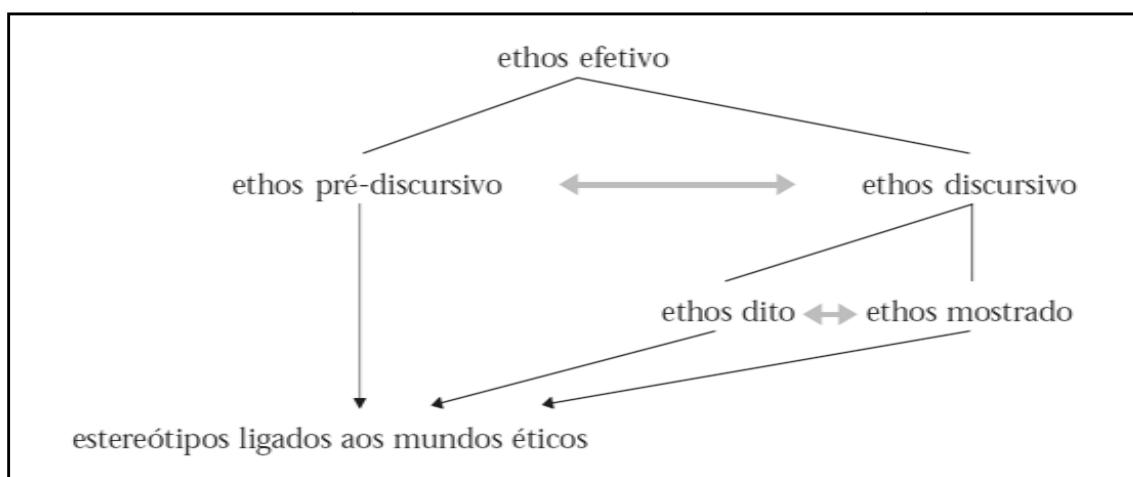 ethos efetivo
ethos pré-discursivo
ethos discursivo
ethos dito
ethos mostrado
estereótipos ligados aos mundos éticos